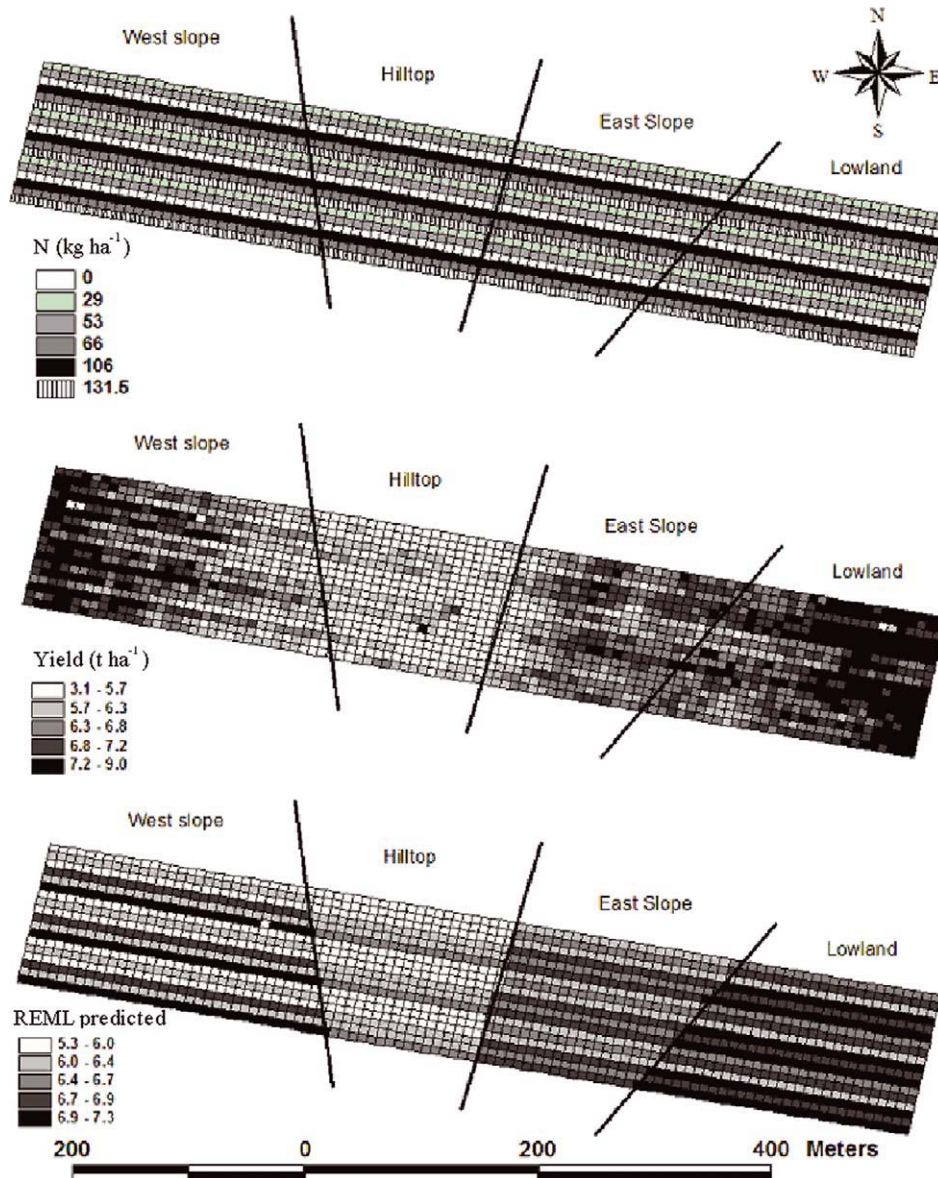 N
West slope
Hilltop
W E
East Slope
S
Lowland
N (kg ha-1)
0
29
53
66
106
131.5
West slope
Hilltop
East Slope
Lowland
Yield (t ha-1)
3.1 - 5.7
5.7 - 6.3
6.3 - 6.8
6.8 - 7.2
7.2 - 9.0
West slope
Hilltop
East Slope
Lowland
REML predicted
5.3 - 6.0
6.0 - 6.4
6.4 - 6.7
6.7 - 6.9
6.9 - 7.3
200 0 200 400 Meters